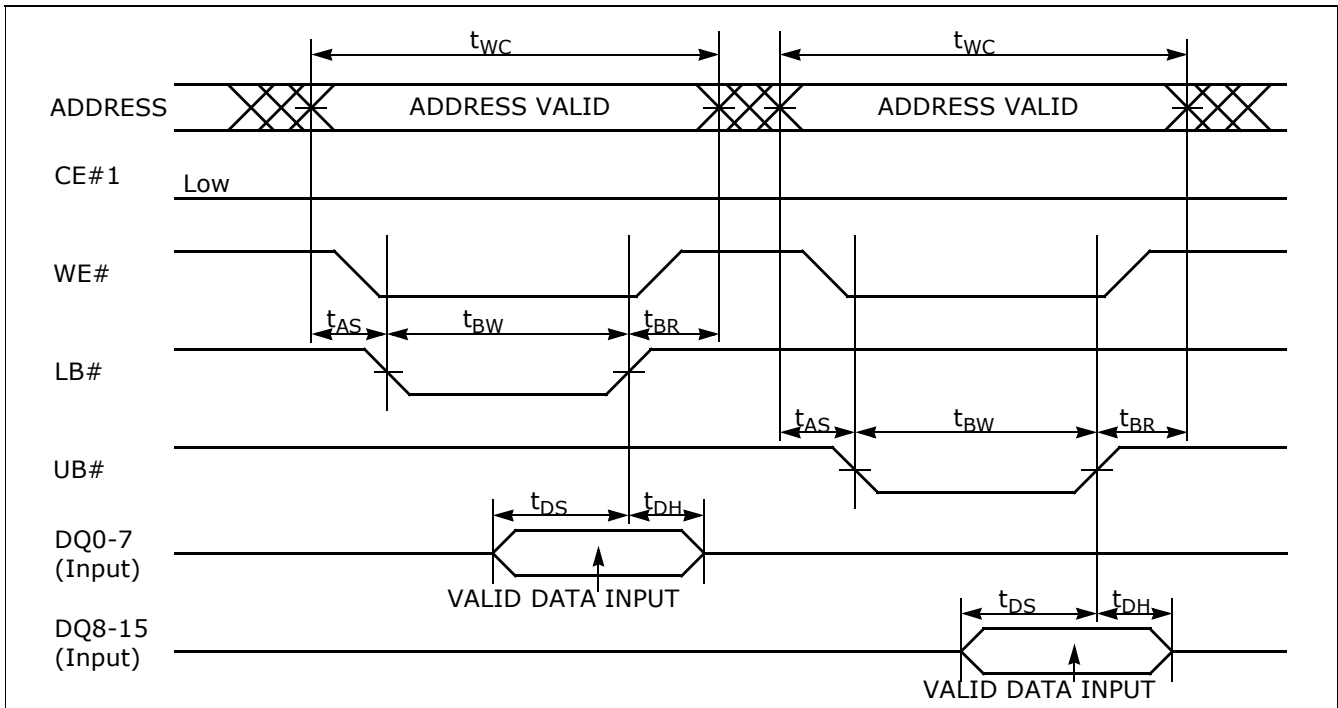 tWC tWC
ADDRESS ADDRESS VALID ADDRESS VALID
CE#1 Low
WE#
tAS tBW tBR
LB#
tAS tBW tBR
UB#
tDS tDH
DQ0-7
(Input)
VALID DATA INPUT
tDS tDH
DQ8-15
(Input)
VALID DATA INPUT